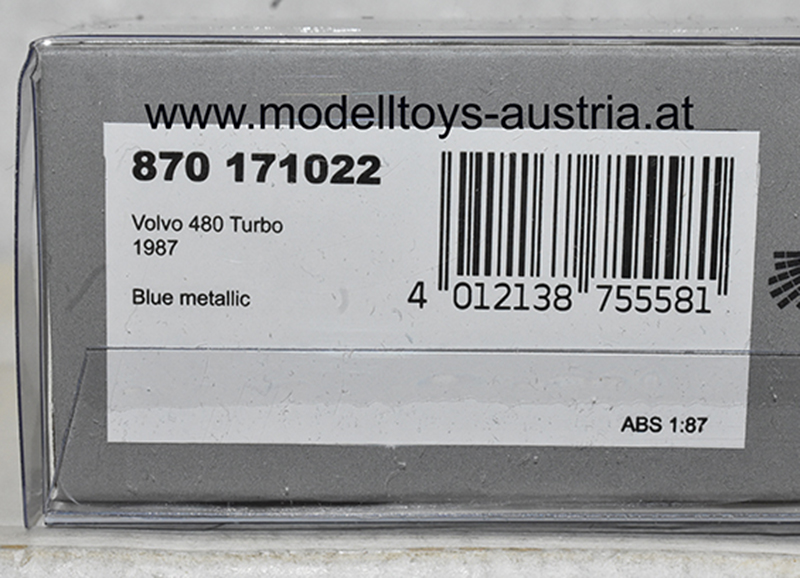 www.modelltoys-austria.at
870 171022
Volvo 480 Turbo
1987
Blue metallic
4 012138 755581
ABS 1:87